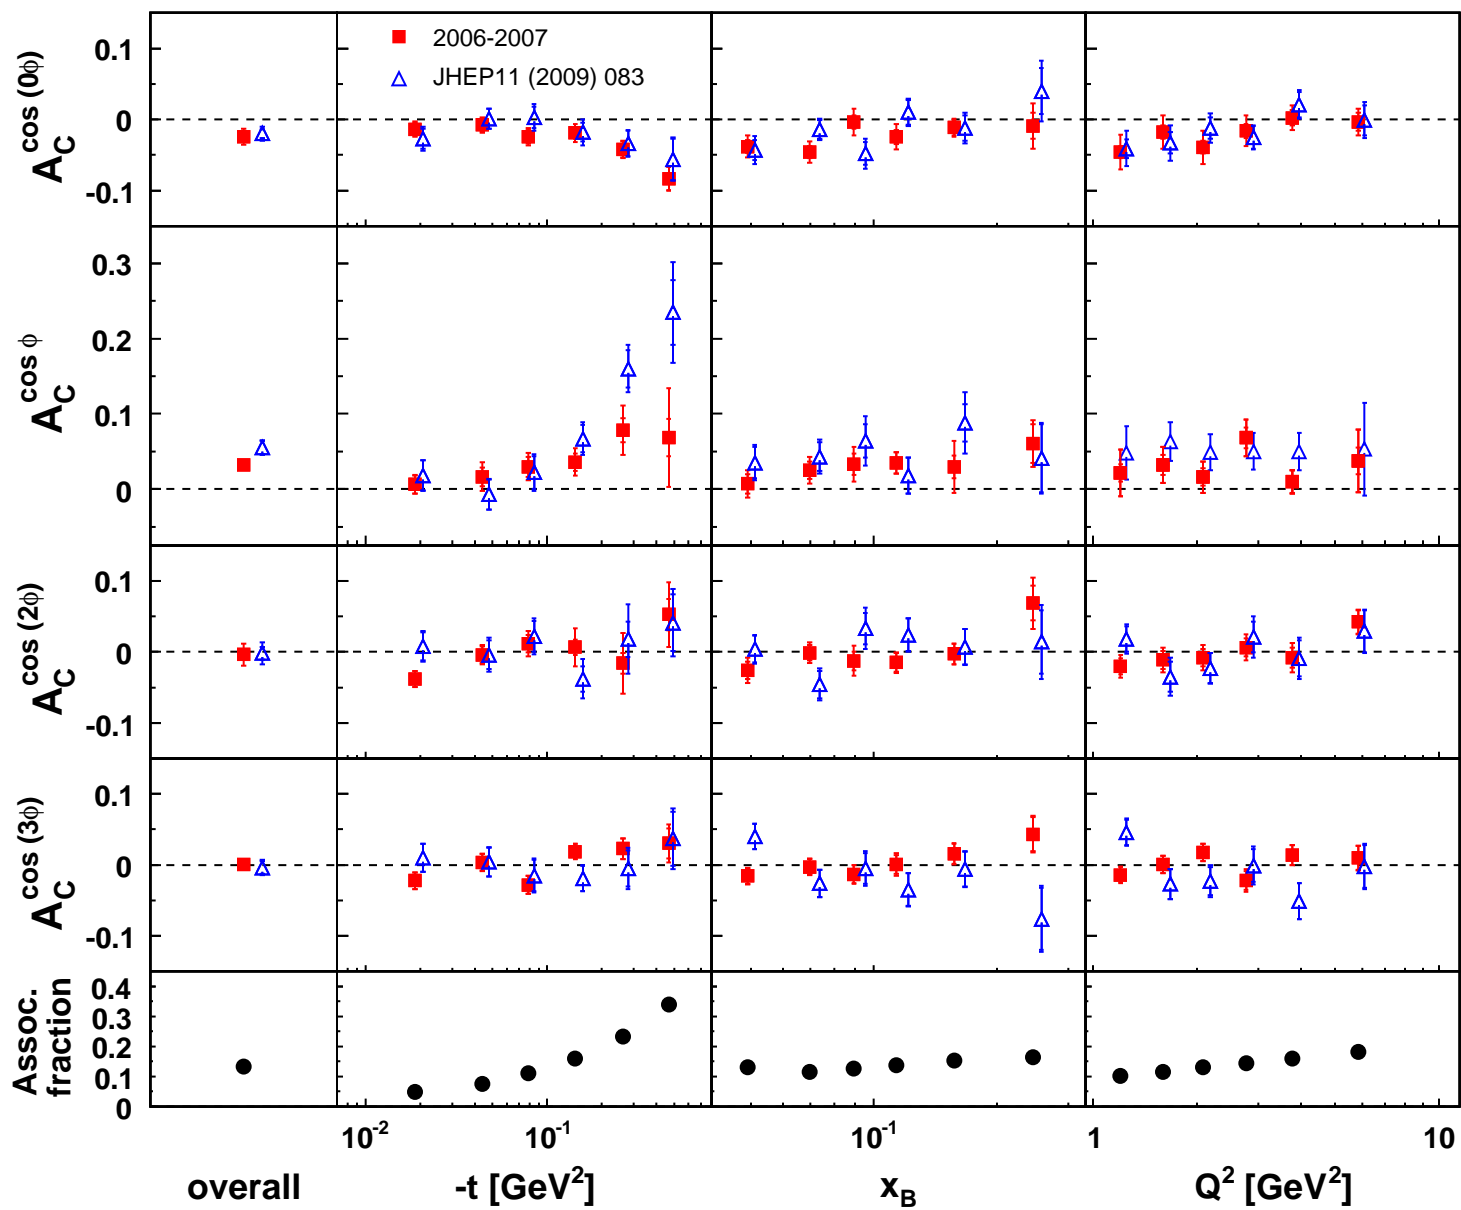 2006-2007
JHEP11 (2009) 083
A_C^cos (0ϕ)
0.1
0
-0.1
A_C^cos ϕ
0.3
0.2
0.1
0
A_C^cos (2ϕ)
0.1
0
-0.1
A_C^cos (3ϕ)
0.1
0
-0.1
Assoc.
fraction
0.4
0.3
0.2
0.1
0
10^-2 10^-1 10^-1 1 10
overall -t [GeV^2] x_B Q^2 [GeV^2]